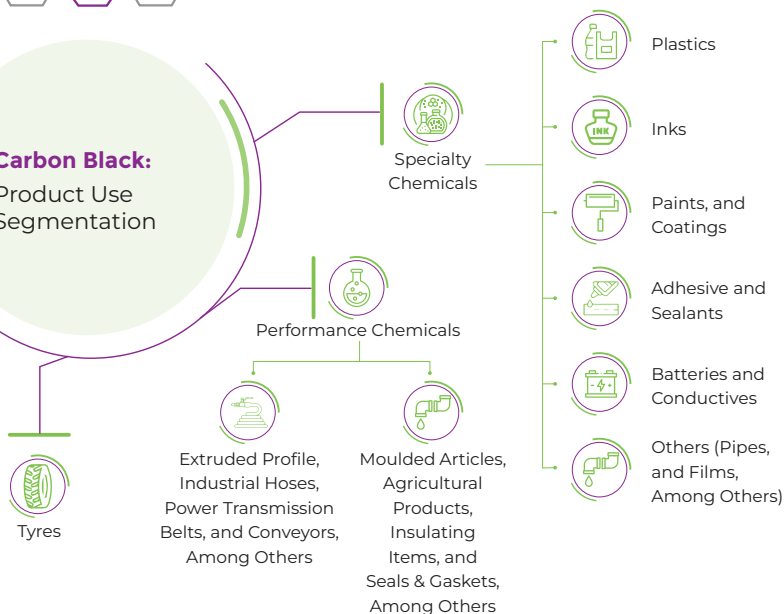 Carbon Black:
Product Use
Segmentation
Specialty
Chemicals
Plastics
INK
Inks
Paints, and
Coatings
Adhesive and
Sealants
Batteries and
Conductives
Others (Pipes,
and Films,
Among Others)
Performance Chemicals
Extruded Profile,
Industrial Hoses,
Power Transmission
Belts, and Conveyors,
Among Others
Moulded Articles,
Agricultural
Products,
Insulating
Items, and
Seals & Gaskets,
Among Others
Tyres